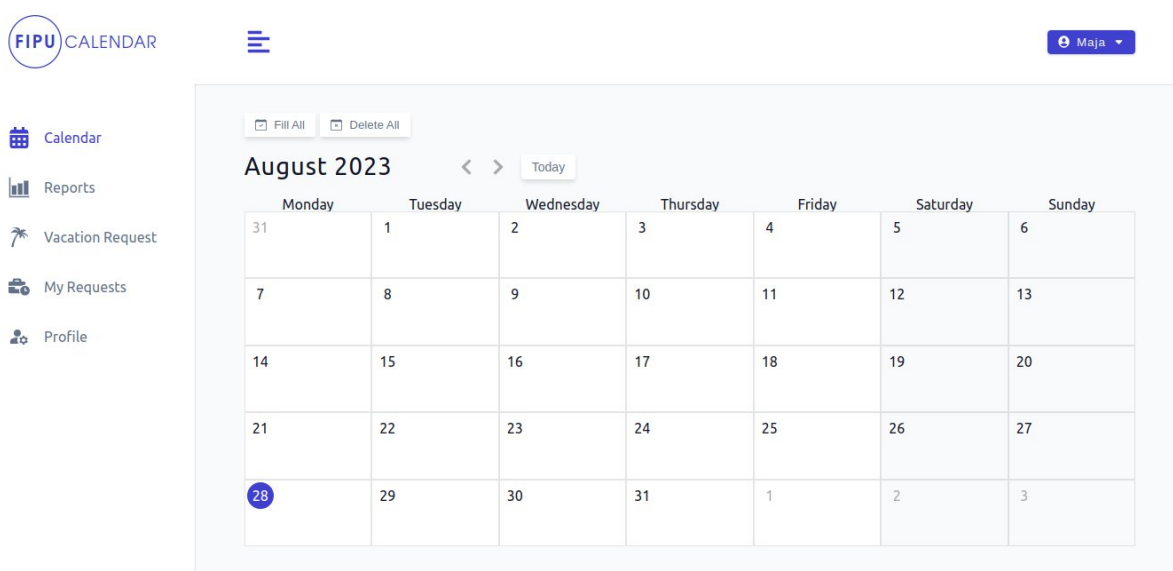 FIPU CALENDAR
Maja
Calendar
Reports
Vacation Request
My Requests
Profile
Fill All Delete All
August 2023 Today
Monday Tuesday Wednesday Thursday Friday Saturday Sunday
31 1 2 3 4 5 6
7 8 9 10 11 12 13
14 15 16 17 18 19 20
21 22 23 24 25 26 27
28 29 30 31 1 2 3